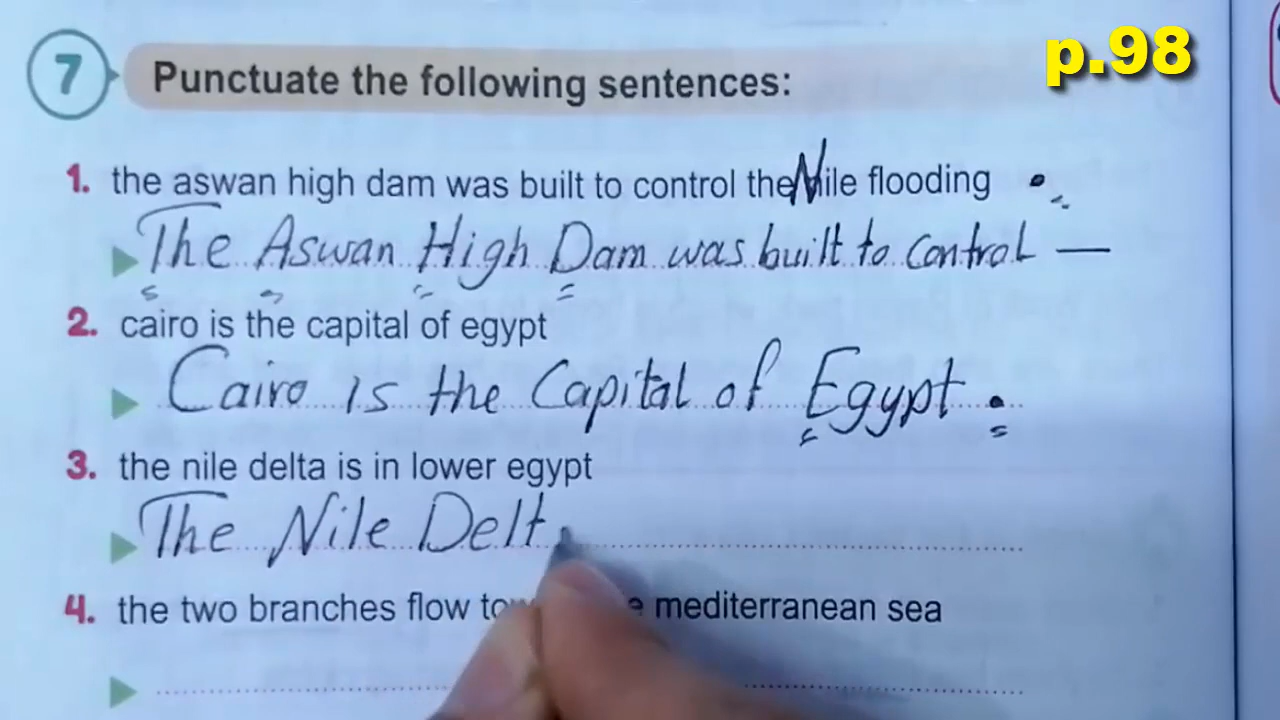 p.98
7 Punctuate the following sentences:
1. the aswan high dam was built to control the Nile flooding .
The Aswan High Dam was built to control —
2. cairo is the capital of egypt
Cairo is the Capital of Egypt .
3. the nile delta is in lower egypt
The Nile Delt
4. the two branches flow mediterranean sea